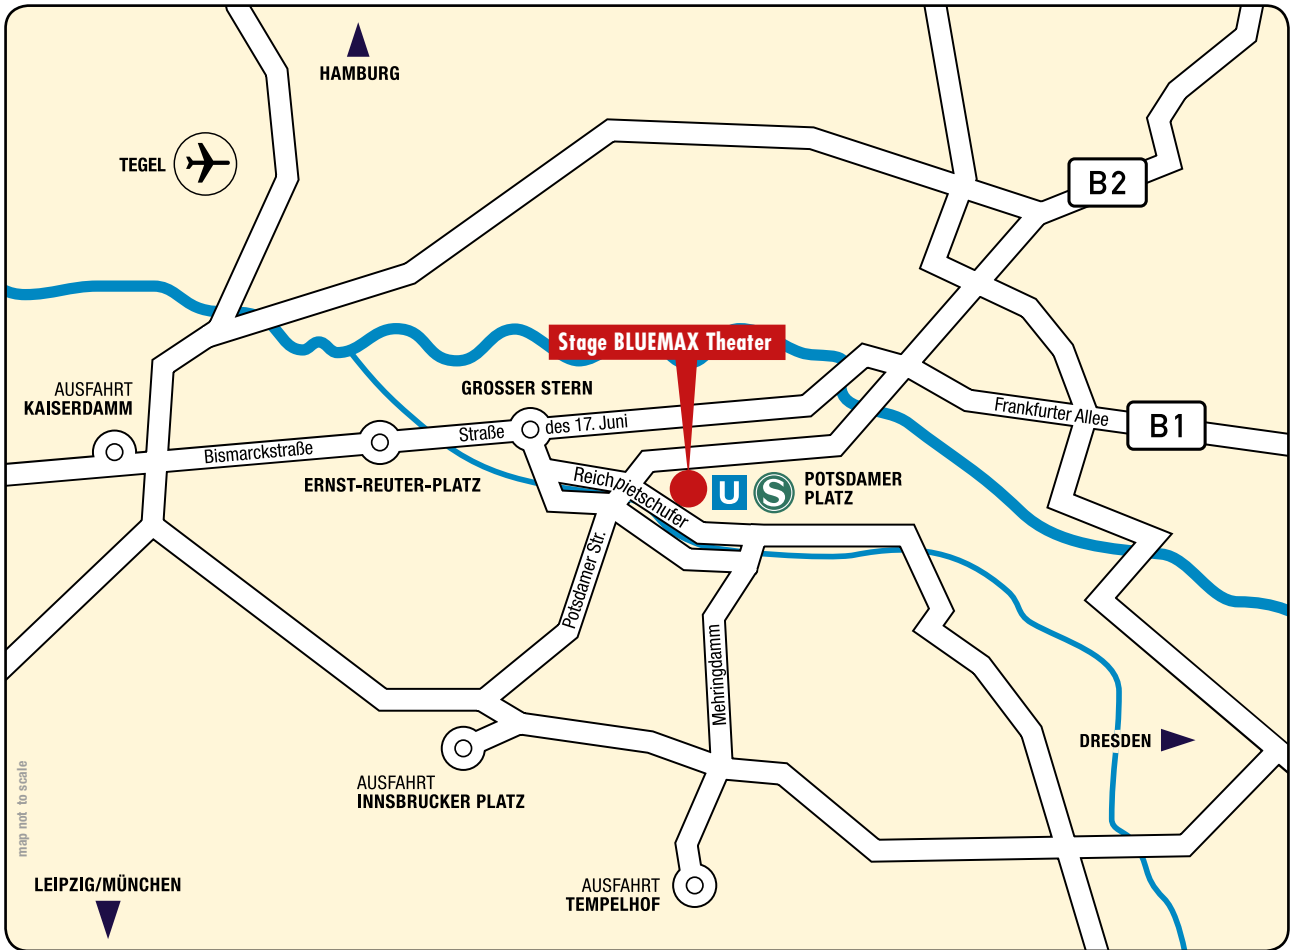 HAMBURG
TEGEL
B2
Stage BLUEMAX Theater
AUSFAHRT
KAISERDAMM
GROSSER STERN
Frankfurter Allee
B1
Straße
des 17. Juni
Bismarckstraße
ERNST-REUTER-PLATZ
Reichpietschufer
U
S
POTSDAMER
PLATZ
Potsdamer Str.
Mehringdamm
DRESDEN
AUSFAHRT
INNSBRUCKER PLATZ
map not to scale
LEIPZIG/MÜNCHEN
AUSFAHRT
TEMPELHOF